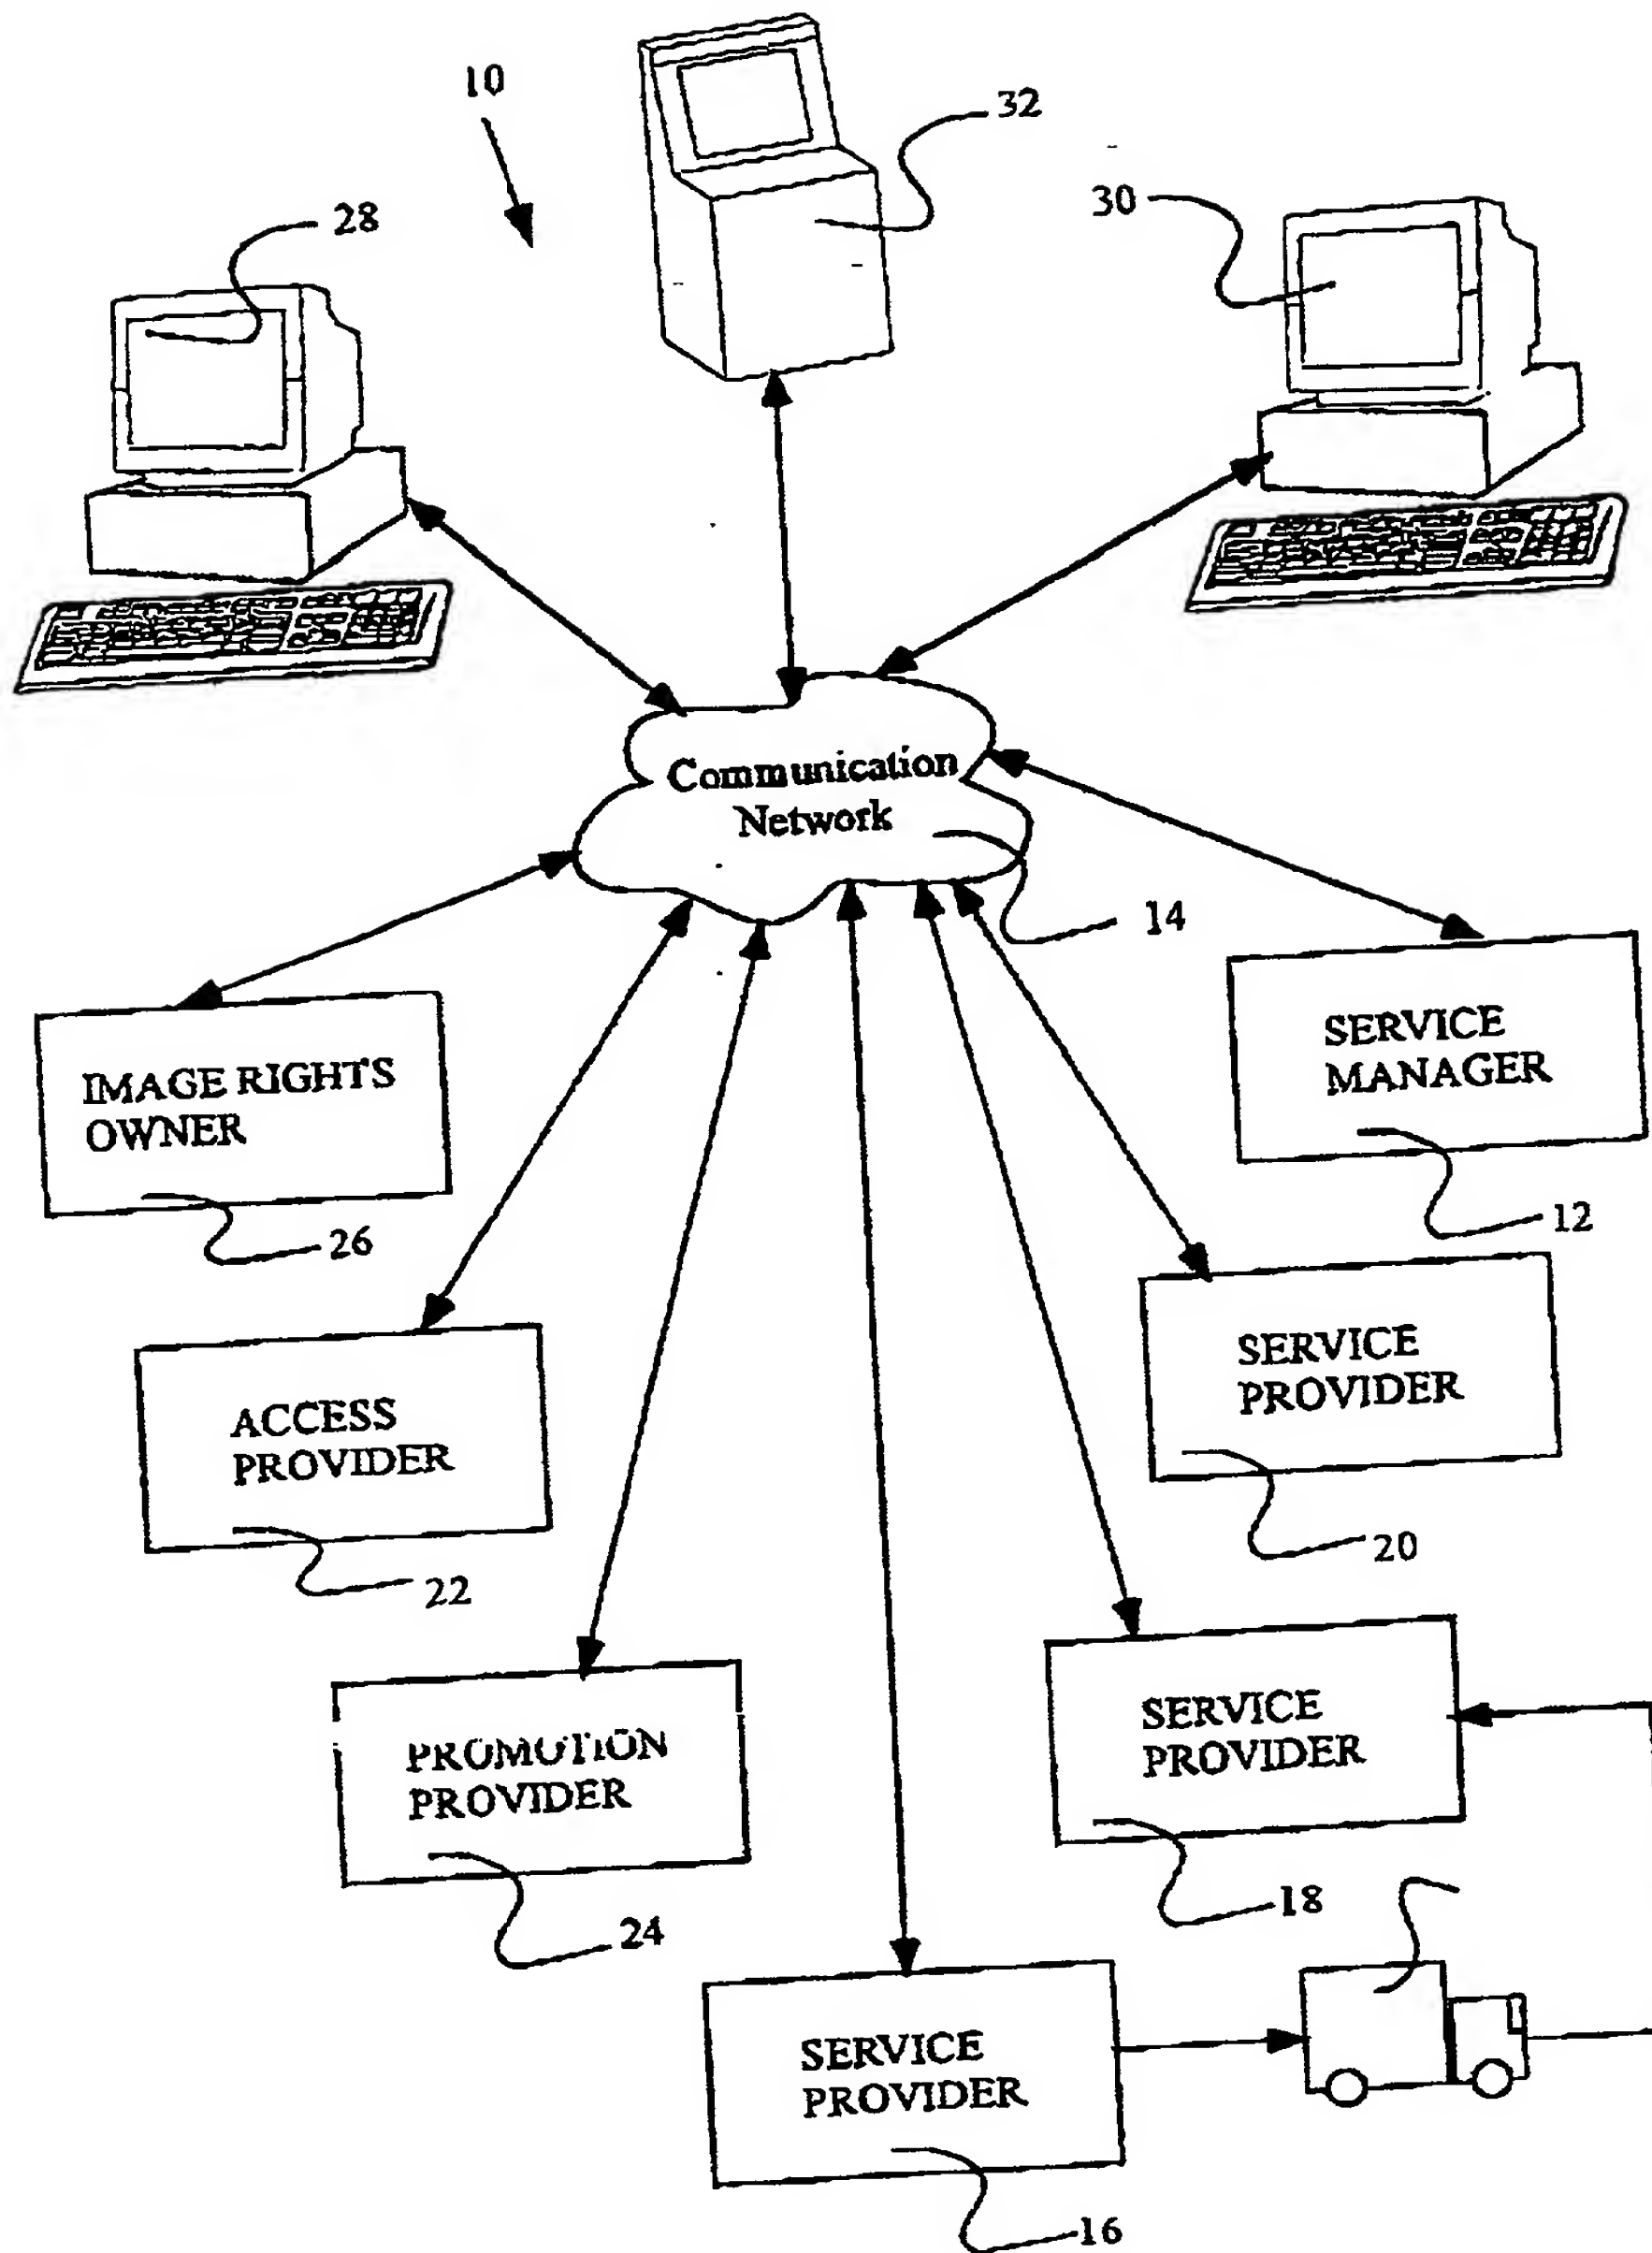 10
32
28
30
Communication
Network
14
IMAGE RIGHTS
OWNER
26
SERVICE
MANAGER
12
ACCESS
PROVIDER
22
SERVICE
PROVIDER
20
PROMOTION
PROVIDER
24
SERVICE
PROVIDER
18
SERVICE
PROVIDER
16